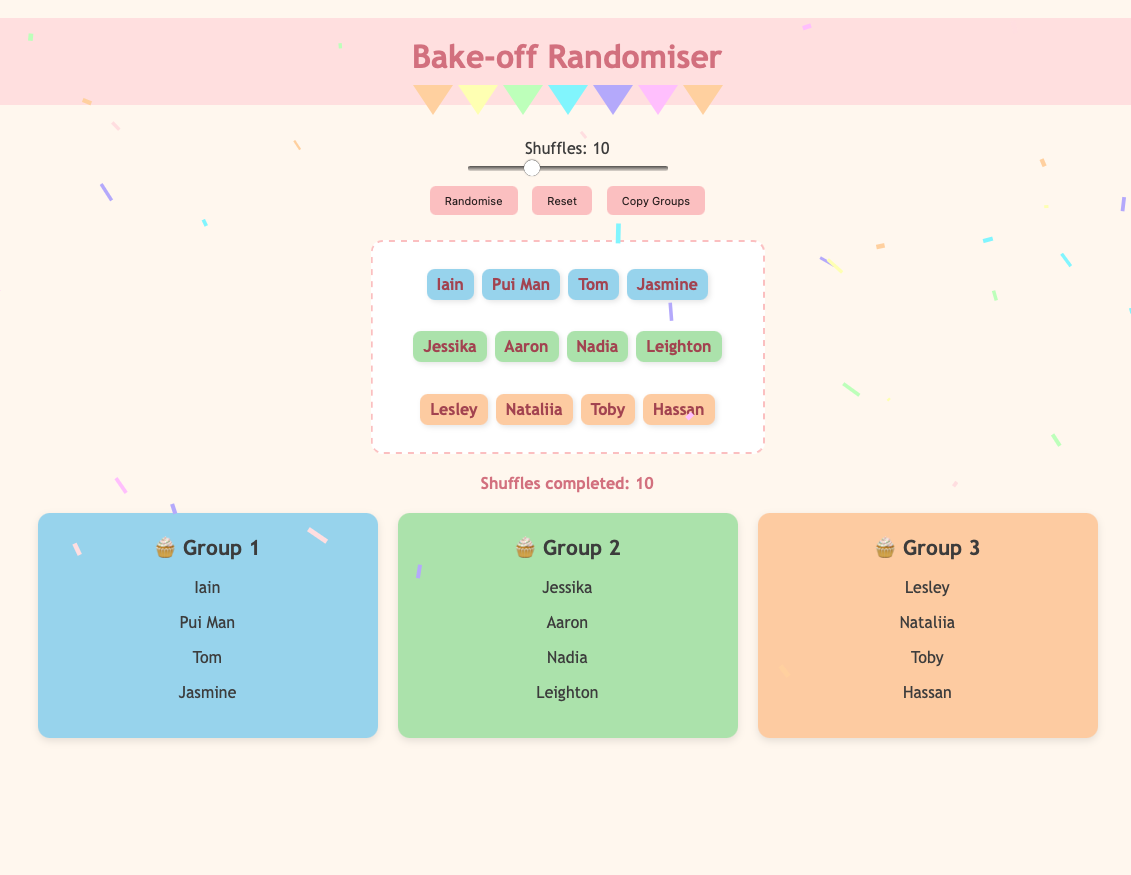 Bake-off Randomiser
Shuffles: 10
Randomise Reset Copy Groups
Iain Pui Man Tom Jasmine
Jessika Aaron Nadia Leighton
Lesley Nataliia Toby Hassan
Shuffles completed: 10
🧁 Group 1
Iain
Pui Man
Tom
Jasmine
🧁 Group 2
Jessika
Aaron
Nadia
Leighton
🧁 Group 3
Lesley
Nataliia
Toby
Hassan